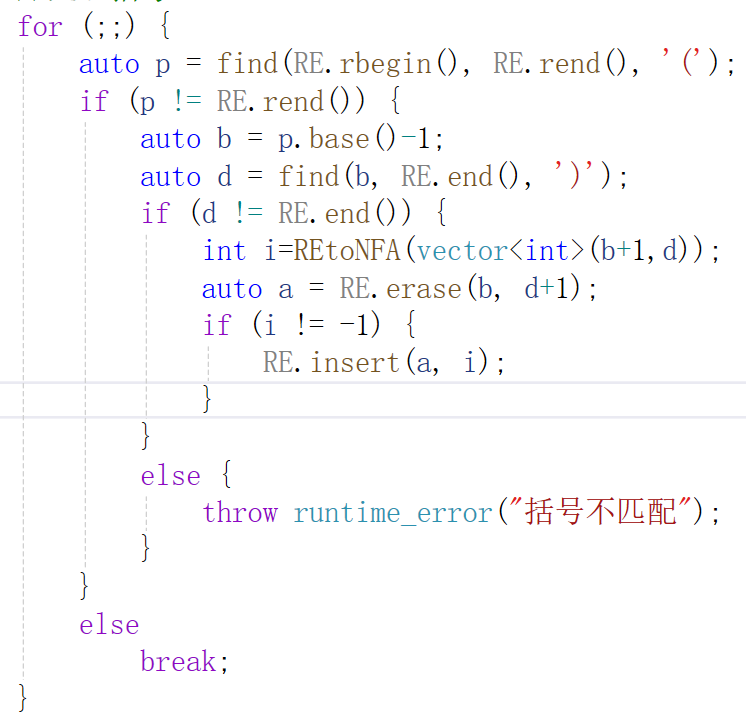 for (;;) {
    auto p = find(RE.rbegin(), RE.rend(), '(');
    if (p != RE.rend()) {
        auto b = p.base()-1;
        auto d = find(b, RE.end(), ')');
        if (d != RE.end()) {
            int i=REtoNFA(vector<int>(b+1,d));
            auto a = RE.erase(b, d+1);
            if (i != -1) {
                RE.insert(a, i);
            }
        }
        else {
            throw runtime_error("括号不匹配");
        }
    }
    else
        break;
}